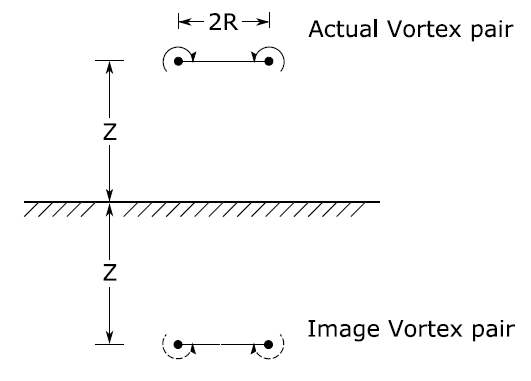 2R
Actual Vortex pair
Z
Z
Image Vortex pair